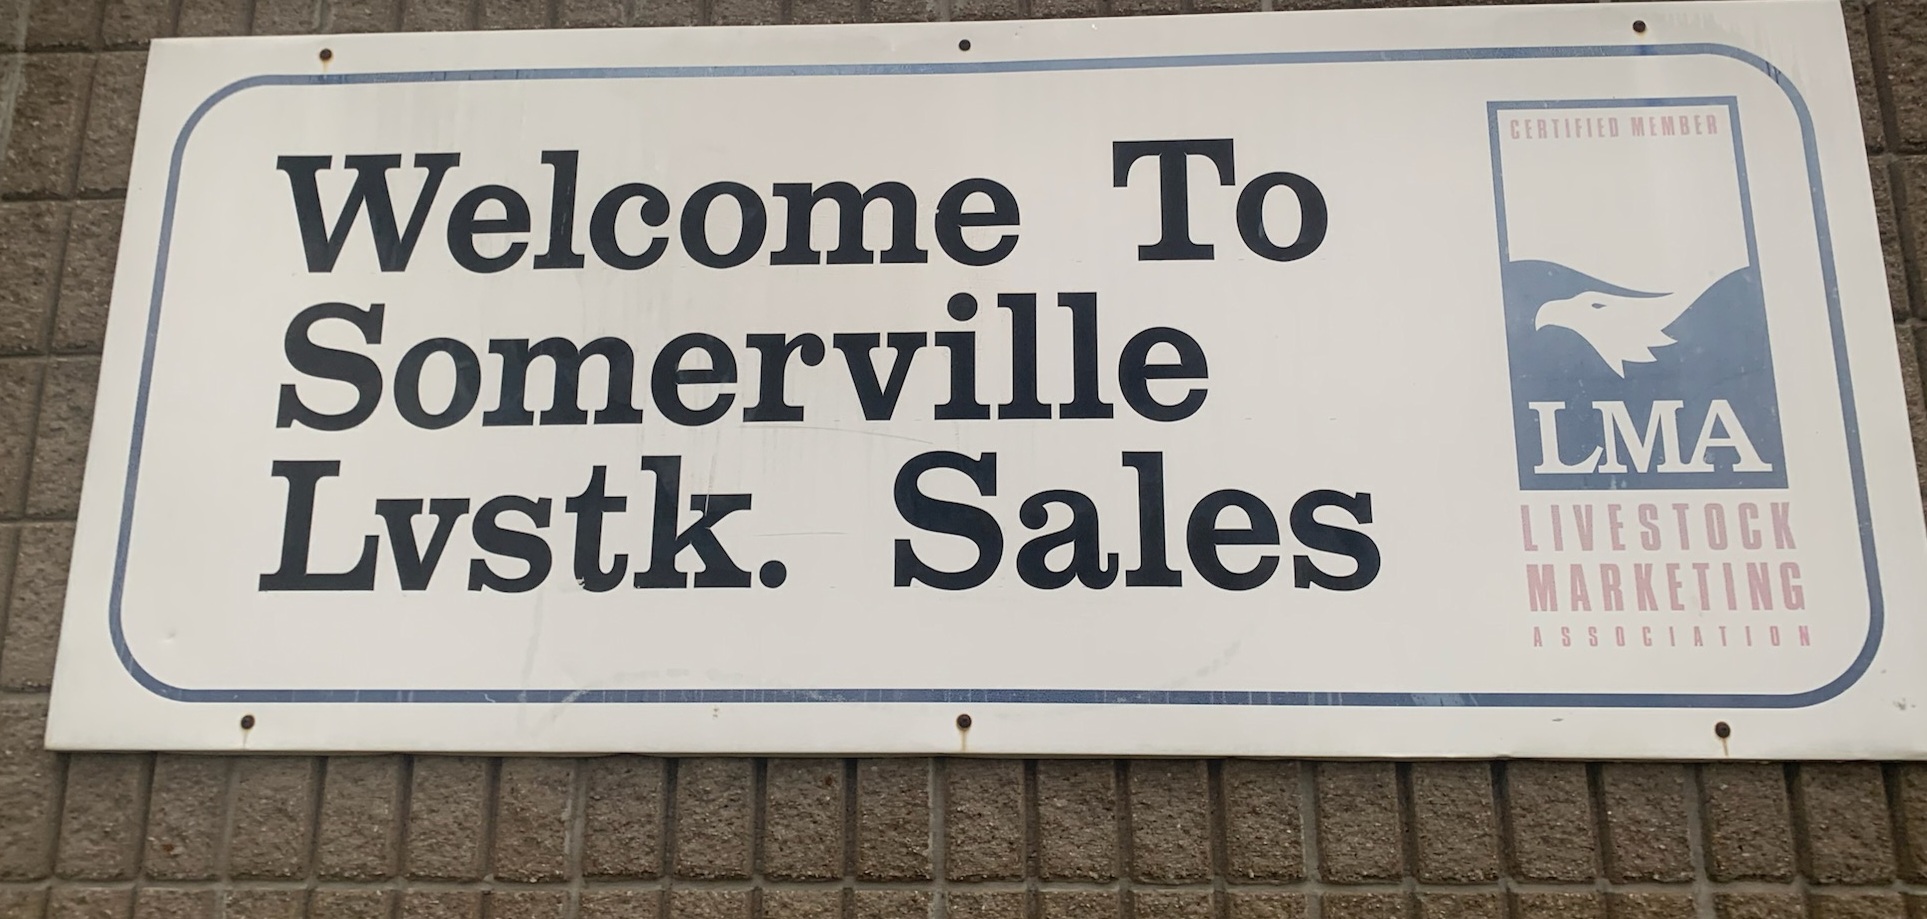 Welcome To
Somerville
Lvstk. Sales
CERTIFIED MEMBER
LMA
LIVESTOCK
MARKETING
ASSOCIATION